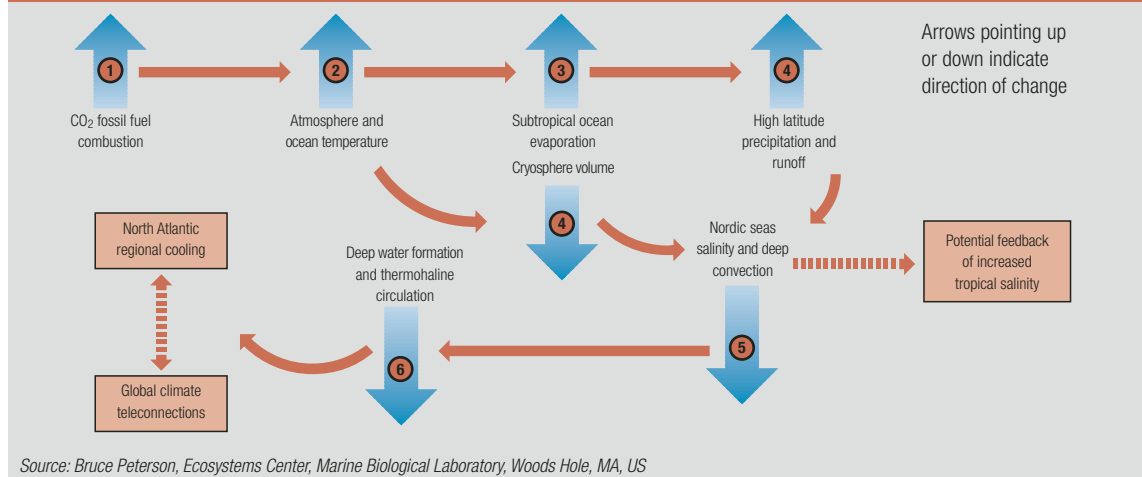 Arrows pointing up
or down indicate
direction of change
1
2
3
4
CO₂ fossil fuel
combustion
Atmosphere and
ocean temperature
Subtropical ocean
evaporation
High latitude
precipitation and
runoff
Cryosphere volume
4
North Atlantic
regional cooling
Deep water formation
and thermohaline
circulation
Nordic seas
salinity and deep
convection
Potential feedback
of increased
tropical salinity
5
6
Global climate
teleconnections
Source: Bruce Peterson, Ecosystems Center, Marine Biological Laboratory, Woods Hole, MA, US